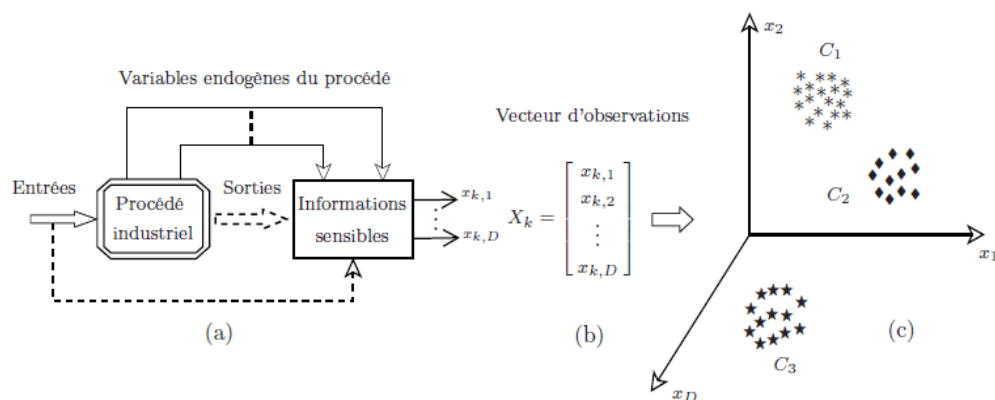 Variables endogènes du procédé
Entrées
Procédé
industriel
Sorties
Informations
sensibles
x_{k,1}
⋮
x_{k,D}
(a)
Vecteur d'observations
X_k =
x_{k,1}
x_{k,2}
⋮
x_{k,D}
(b)
x_2
C_1
C_2
x_1
C_3
x_D
(c)